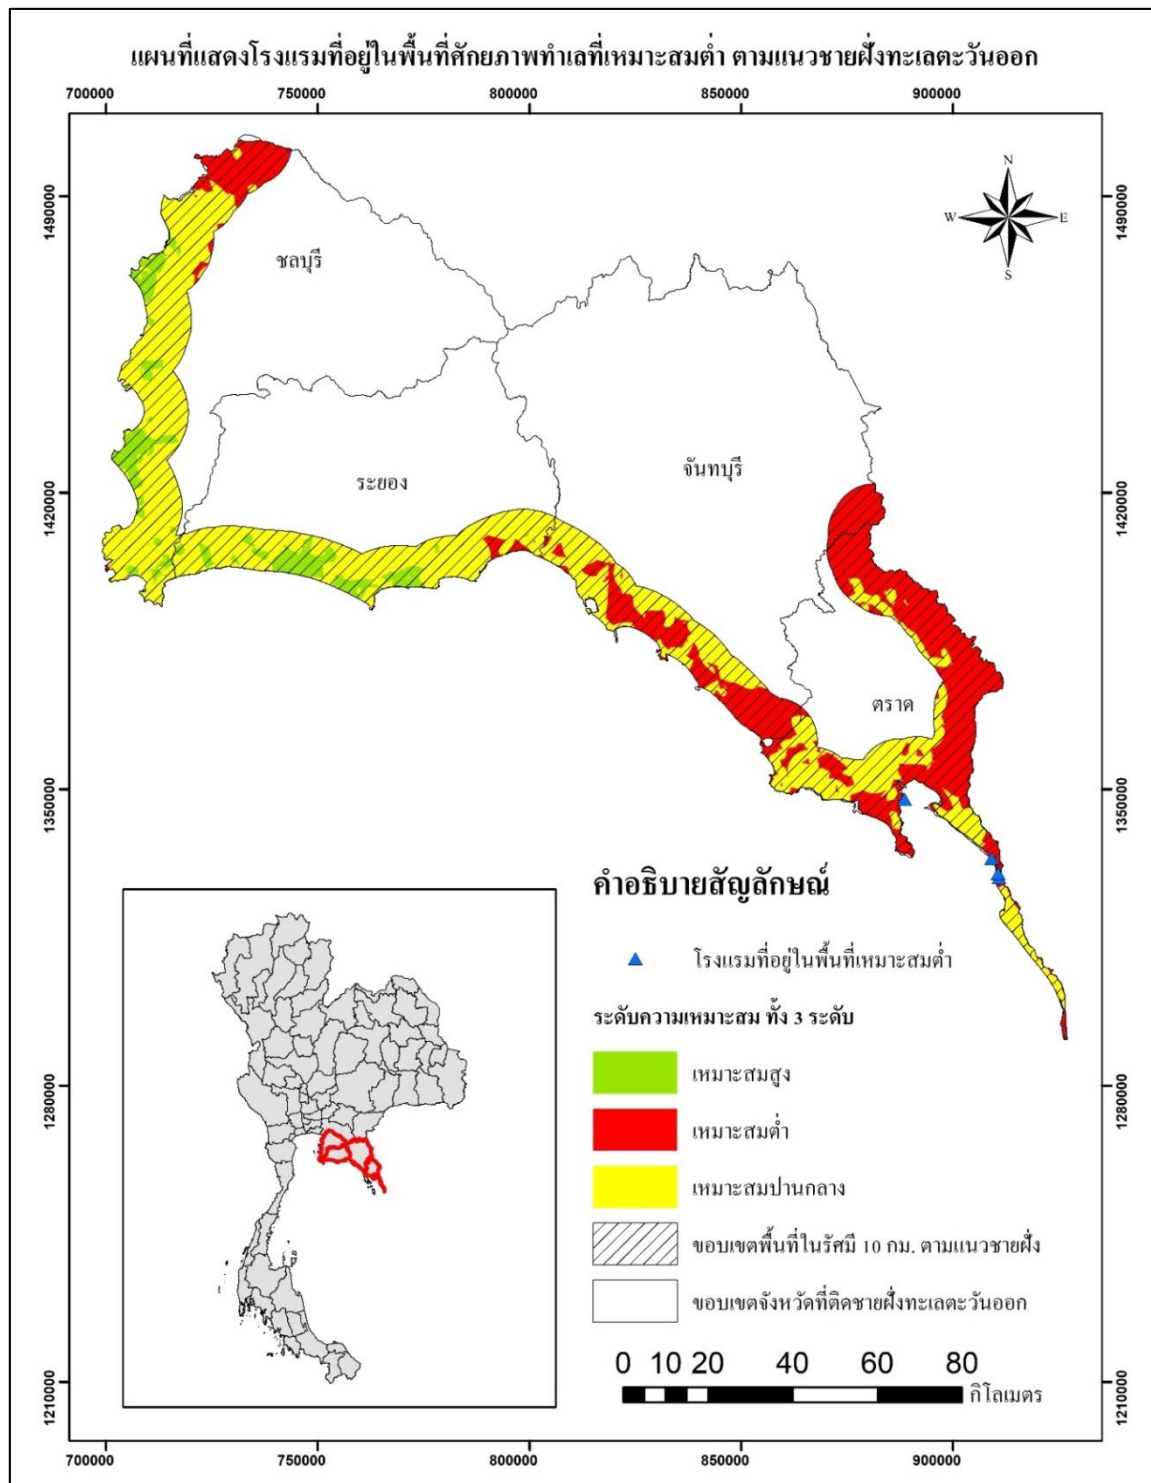 แผนที่แสดงโรงแรมที่อยู่ในพื้นที่ศักยภาพทำเลที่เหมาะสมต่ำ ตามแนวชายฝั่งทะเลตะวันออก
700000 750000 800000 850000 900000
1490000 1490000
N
W E
S
ชลบุรี
จันทบุรี
ระยอง
1420000 1420000
ตราด
1350000 1350000
คำอธิบายสัญลักษณ์
โรงแรมที่อยู่ในพื้นที่เหมาะสมต่ำ
ระดับความเหมาะสม ทั้ง 3 ระดับ
เหมาะสมสูง
1280000 1280000
เหมาะสมต่ำ
เหมาะสมปานกลาง
ขอบเขตพื้นที่ในรัศมี 10 กม. ตามแนวชายฝั่ง
ขอบเขตจังหวัดที่ติดชายฝั่งทะเลตะวันออก
0 10 20 40 60 80
กิโลเมตร
1210000 1210000
700000 750000 800000 850000 900000